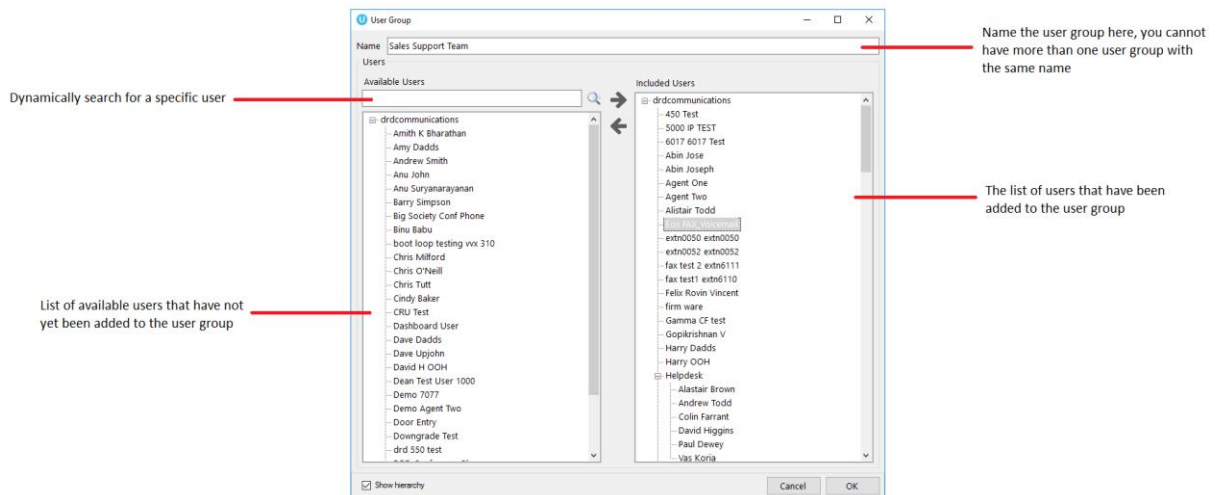 User Group
Name the user group here, you cannot
have more than one user group with
the same name
Name Sales Support Team
Users
Available Users
Included Users
Dynamically search for a specific user
drdcommunications
Amith K Bharathan
Amy Dadds
Andrew Smith
Anu John
Anu Suryanarayanan
Barry Simpson
Big Society Conf Phone
Binu Babu
boot loop testing vvx 310
Chris Milford
Chris O'Neill
Chris Tutt
Cindy Baker
CRU Test
Dashboard User
Dave Dadds
Dave Upjohn
David H OOH
Dean Test User 1000
Demo 7077
Demo Agent Two
Door Entry
Downgrade Test
drd 550 test
List of available users that have not
yet been added to the user group
drdcommunications
450 Test
5000 IP TEST
6017 6017 Test
Abin Jose
Abin Joseph
Agent One
Agent Two
Alistair Todd
extn0050 extn0050
extn0052 extn0052
fax test 2 extn6111
fax test1 extn6110
Felix Rovin Vincent
firm ware
Gamma CF test
Gopikrishnan V
Harry Dadds
Harry OOH
Helpdesk
Alastair Brown
Andrew Todd
Colin Farrant
David Higgins
Paul Dewey
Vas Koria
The list of users that have been
added to the user group
Show hierarchy
Cancel
OK